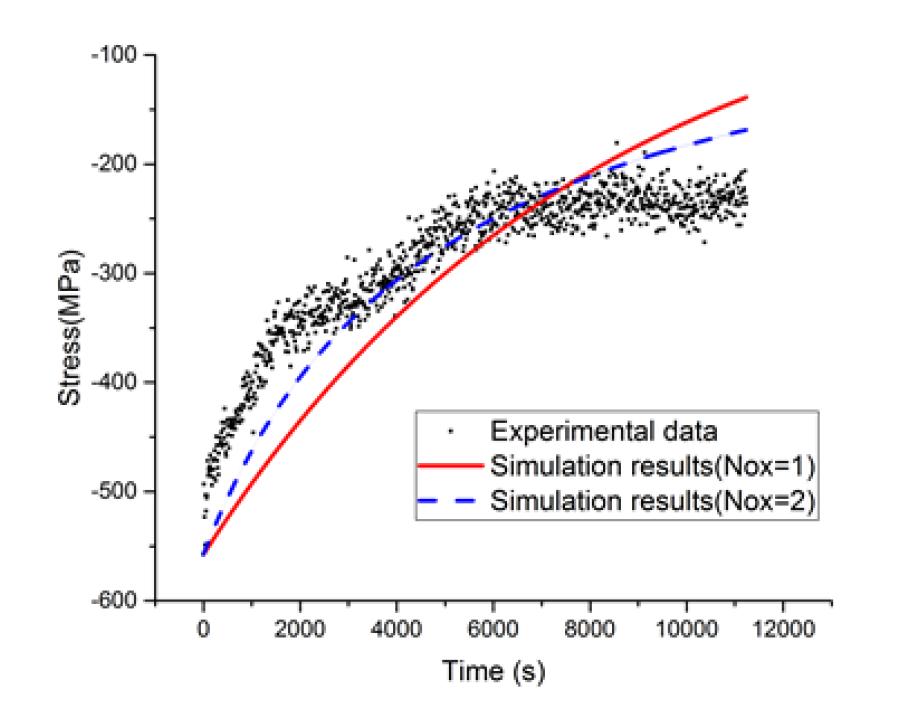 -100
-200
-300
-400
-500
-600
Stress(MPa)
Experimental data
Simulation results(Nox=1)
Simulation results(Nox=2)
0 2000 4000 6000 8000 10000 12000
Time (s)